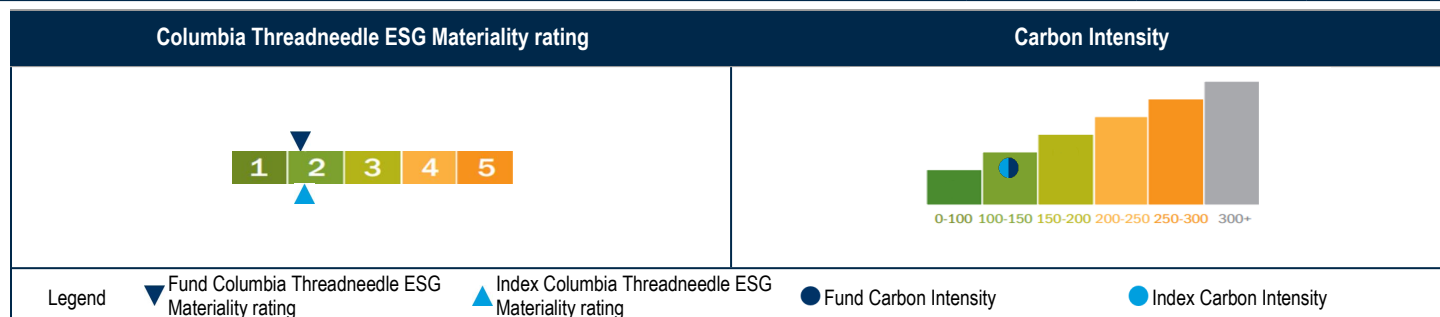 Columbia Threadneedle ESG Materiality rating
Carbon Intensity
1 2 3 4 5
0-100 100-150 150-200 200-250 250-300 300+
Legend
Fund Columbia Threadneedle ESG
Materiality rating
Index Columbia Threadneedle ESG
Materiality rating
Fund Carbon Intensity
Index Carbon Intensity